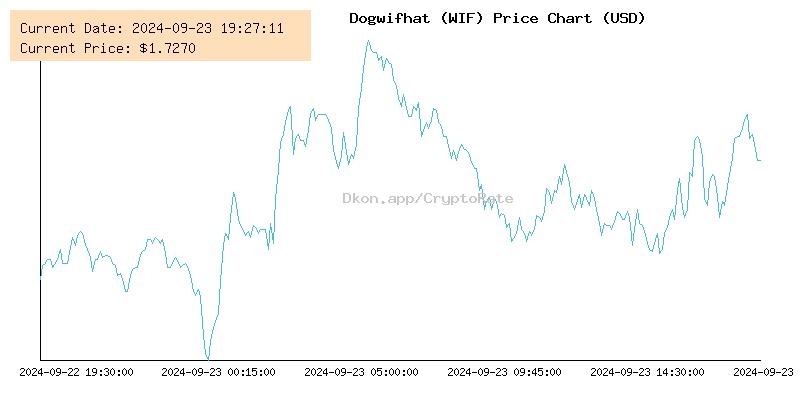 Dogwifhat (WIF) Price Chart (USD)
Current Date: 2024-09-23 19:27:11
Current Price: $1.7270
Dkon.app/CryptoRate
2024-09-22 19:30:00 2024-09-23 00:15:00 2024-09-23 05:00:00 2024-09-23 09:45:00 2024-09-23 14:30:00 2024-09-23